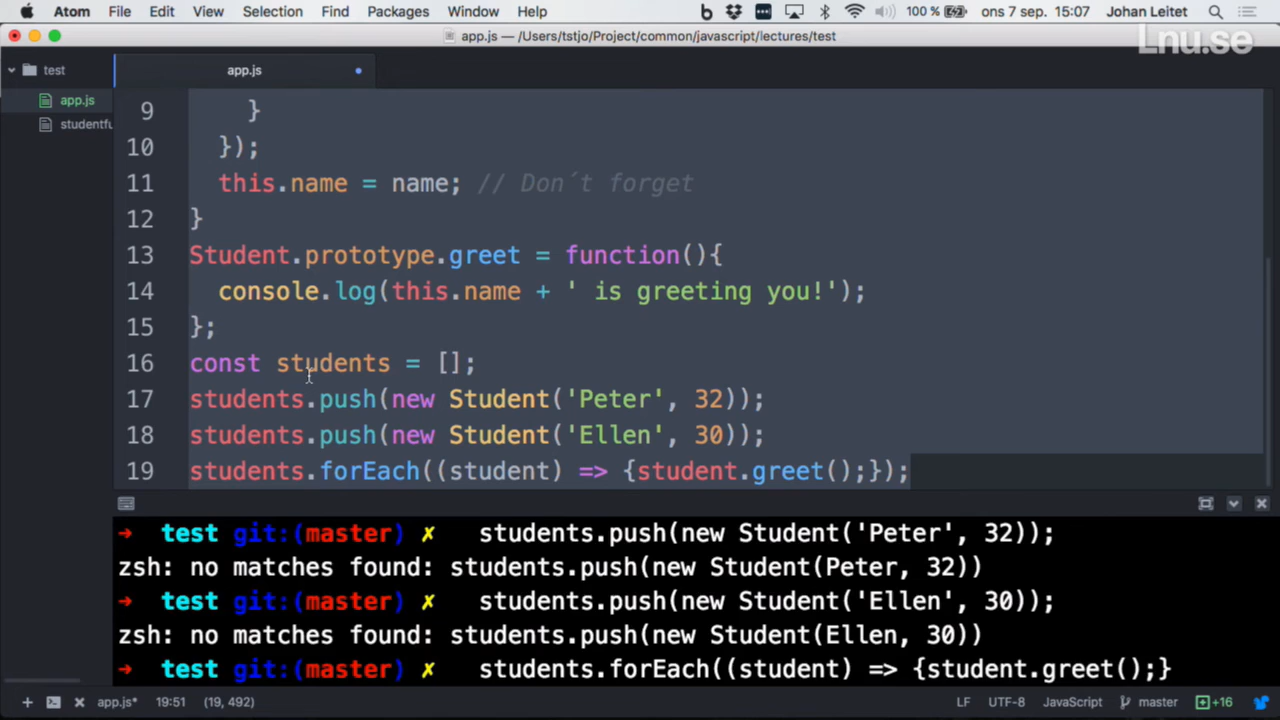 Atom File Edit View Selection Find Packages Window Help 100 % ons 7 sep. 15:07 Johan Leitet
app.js — /Users/tstjo/Project/common/javascript/lectures/test
Lnu.se
test
app.js
app.js
studentfu
9 }
10 });
11 this.name = name; // Don´t forget
12 }
13 Student.prototype.greet = function(){
14 console.log(this.name + ' is greeting you!');
15 };
16 const students = [];
17 students.push(new Student('Peter', 32));
18 students.push(new Student('Ellen', 30));
19 students.forEach((student) => {student.greet();});
→ test git:(master) ✗ students.push(new Student('Peter', 32));
zsh: no matches found: students.push(new Student(Peter, 32))
→ test git:(master) ✗ students.push(new Student('Ellen', 30));
zsh: no matches found: students.push(new Student(Ellen, 30))
→ test git:(master) ✗ students.forEach((student) => {student.greet();}
app.js* 19:51 (19, 492) LF UTF-8 JavaScript master +16